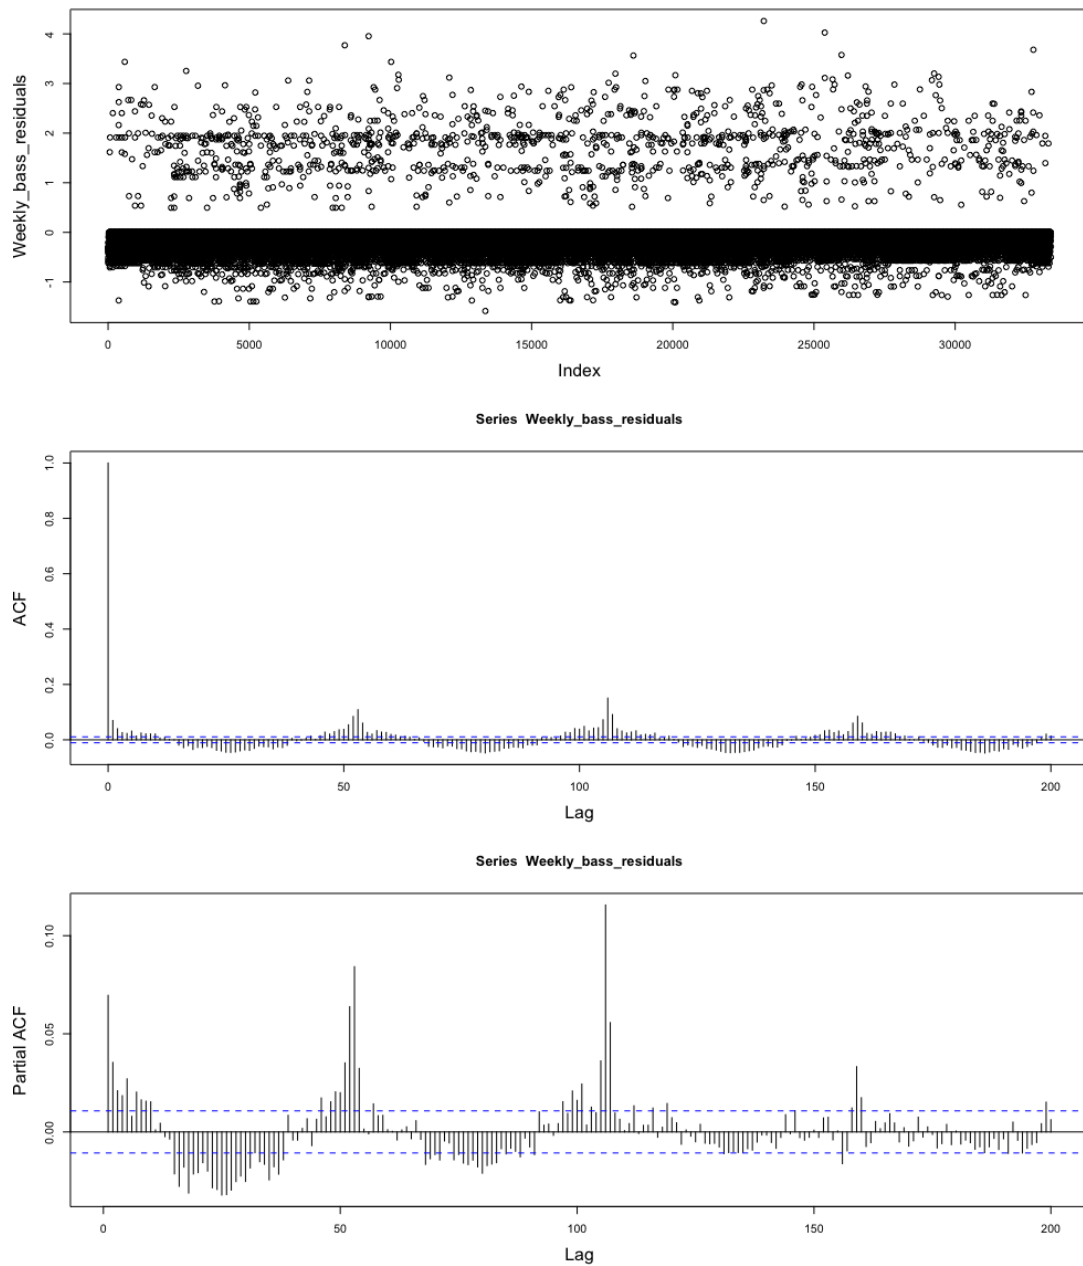 Weekly_bass_residuals
4
3
2
1
0
-1
0 5000 10000 15000 20000 25000 30000
Index
Series Weekly_bass_residuals
ACF
1.0
0.8
0.6
0.4
0.2
0.0
0 50 100 150 200
Lag
Series Weekly_bass_residuals
Partial ACF
0.10
0.05
0.00
0 50 100 150 200
Lag